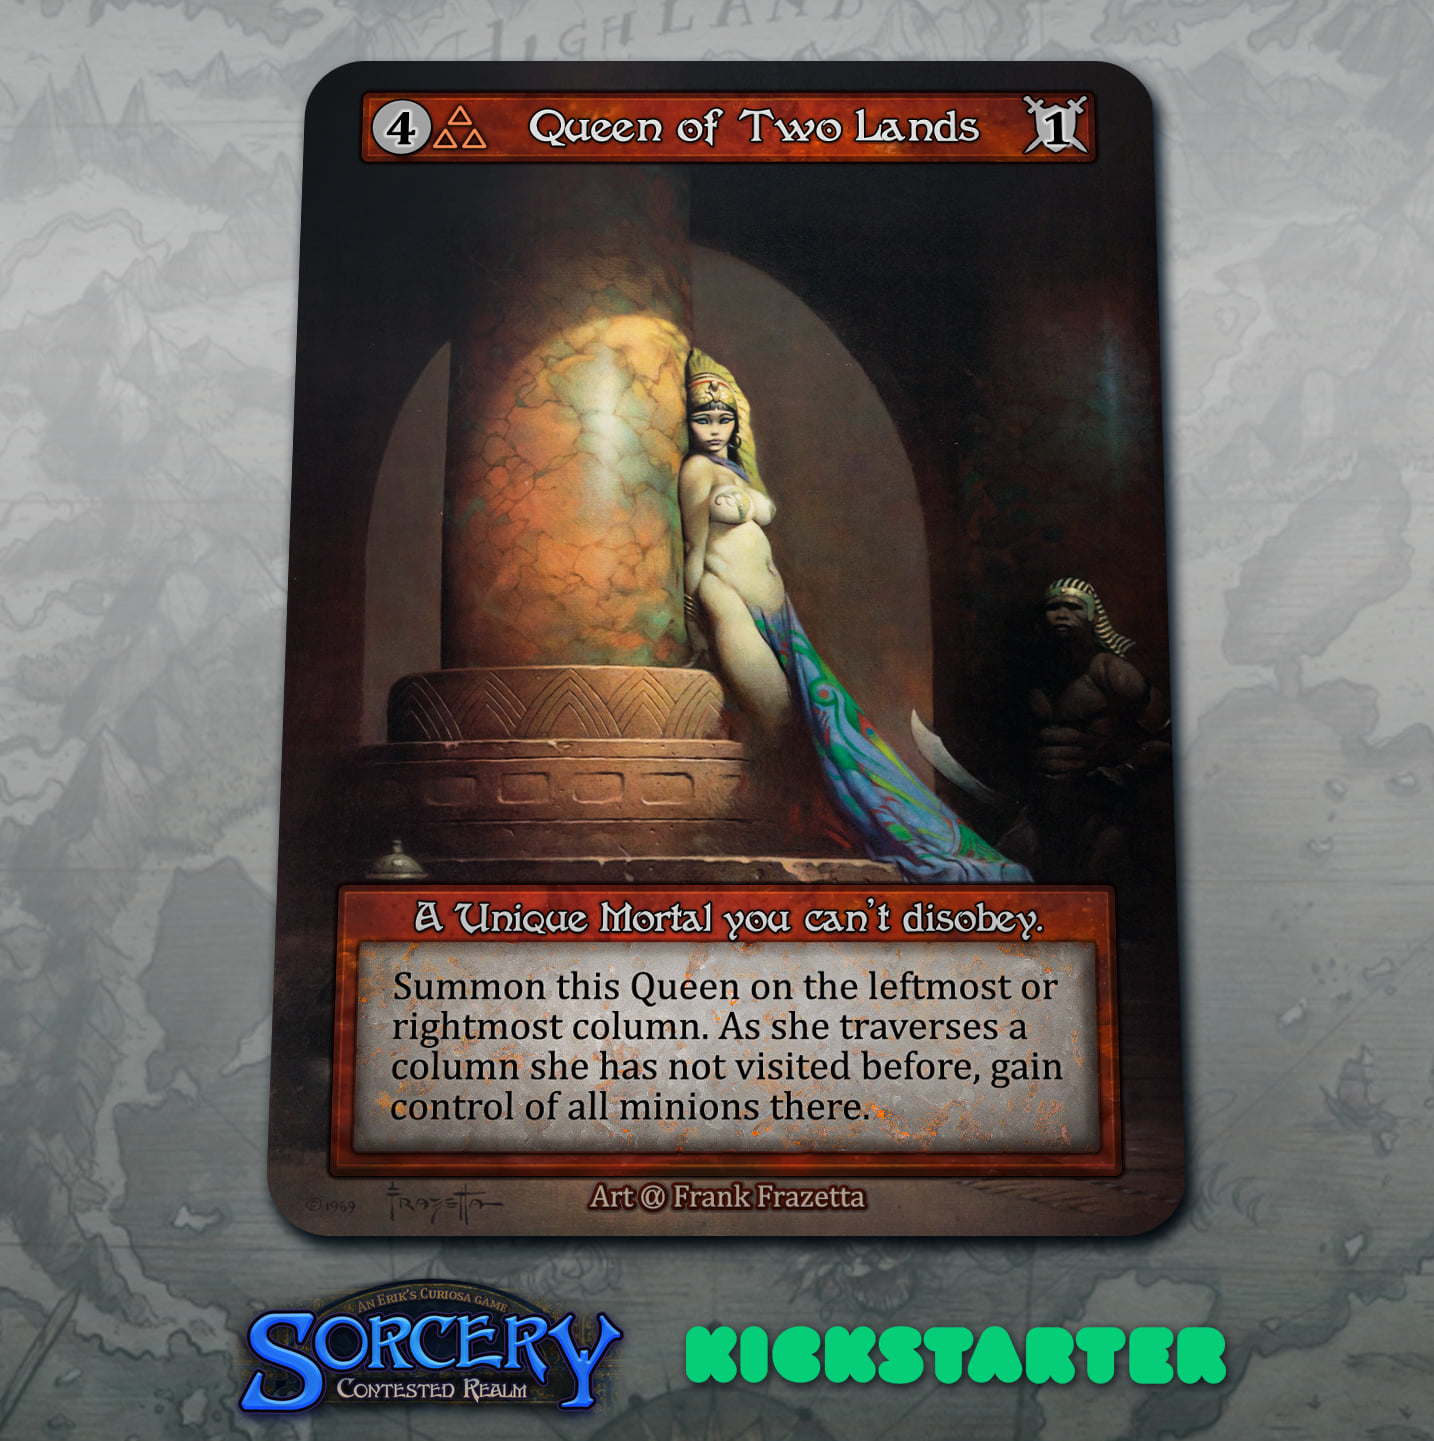 HIGHLAND
4 Queen of Two Lands 1
A Unique Mortal you can't disobey.
Summon this Queen on the leftmost or
rightmost column. As she traverses a
column she has not visited before, gain
control of all minions there.
© 1969 FRAZETTA
Art @ Frank Frazetta
AN ERIK'S CURIOSA GAME
SORCERY
CONTESTED REALM
KICKSTARTER